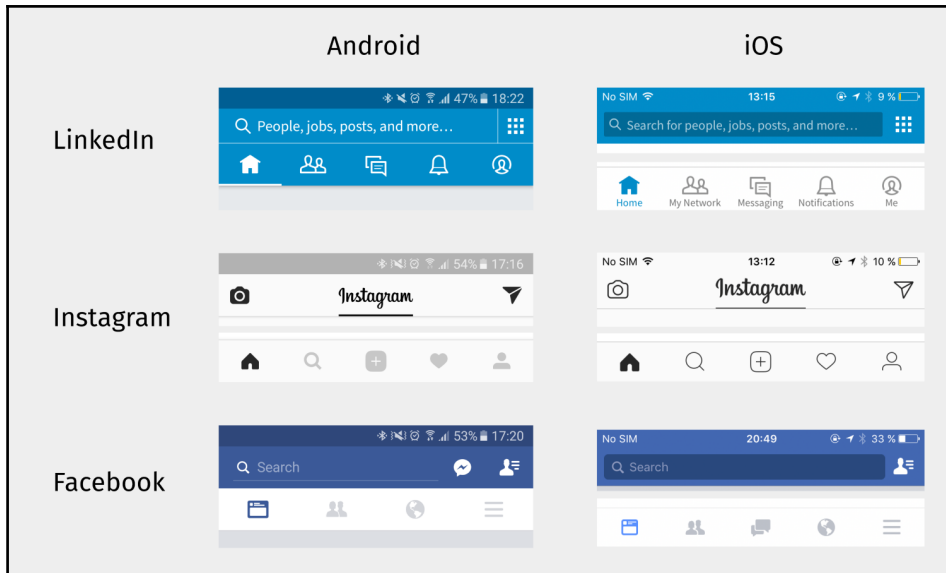 Android
iOS
LinkedIn
47% 18:22
People, jobs, posts, and more...
No SIM 13:15 9 %
Search for people, jobs, posts, and more...
Home My Network Messaging Notifications Me
Instagram
54% 17:16
Instagram
No SIM 13:12 10 %
Instagram
Facebook
53% 17:20
Search
No SIM 20:49 33 %
Search